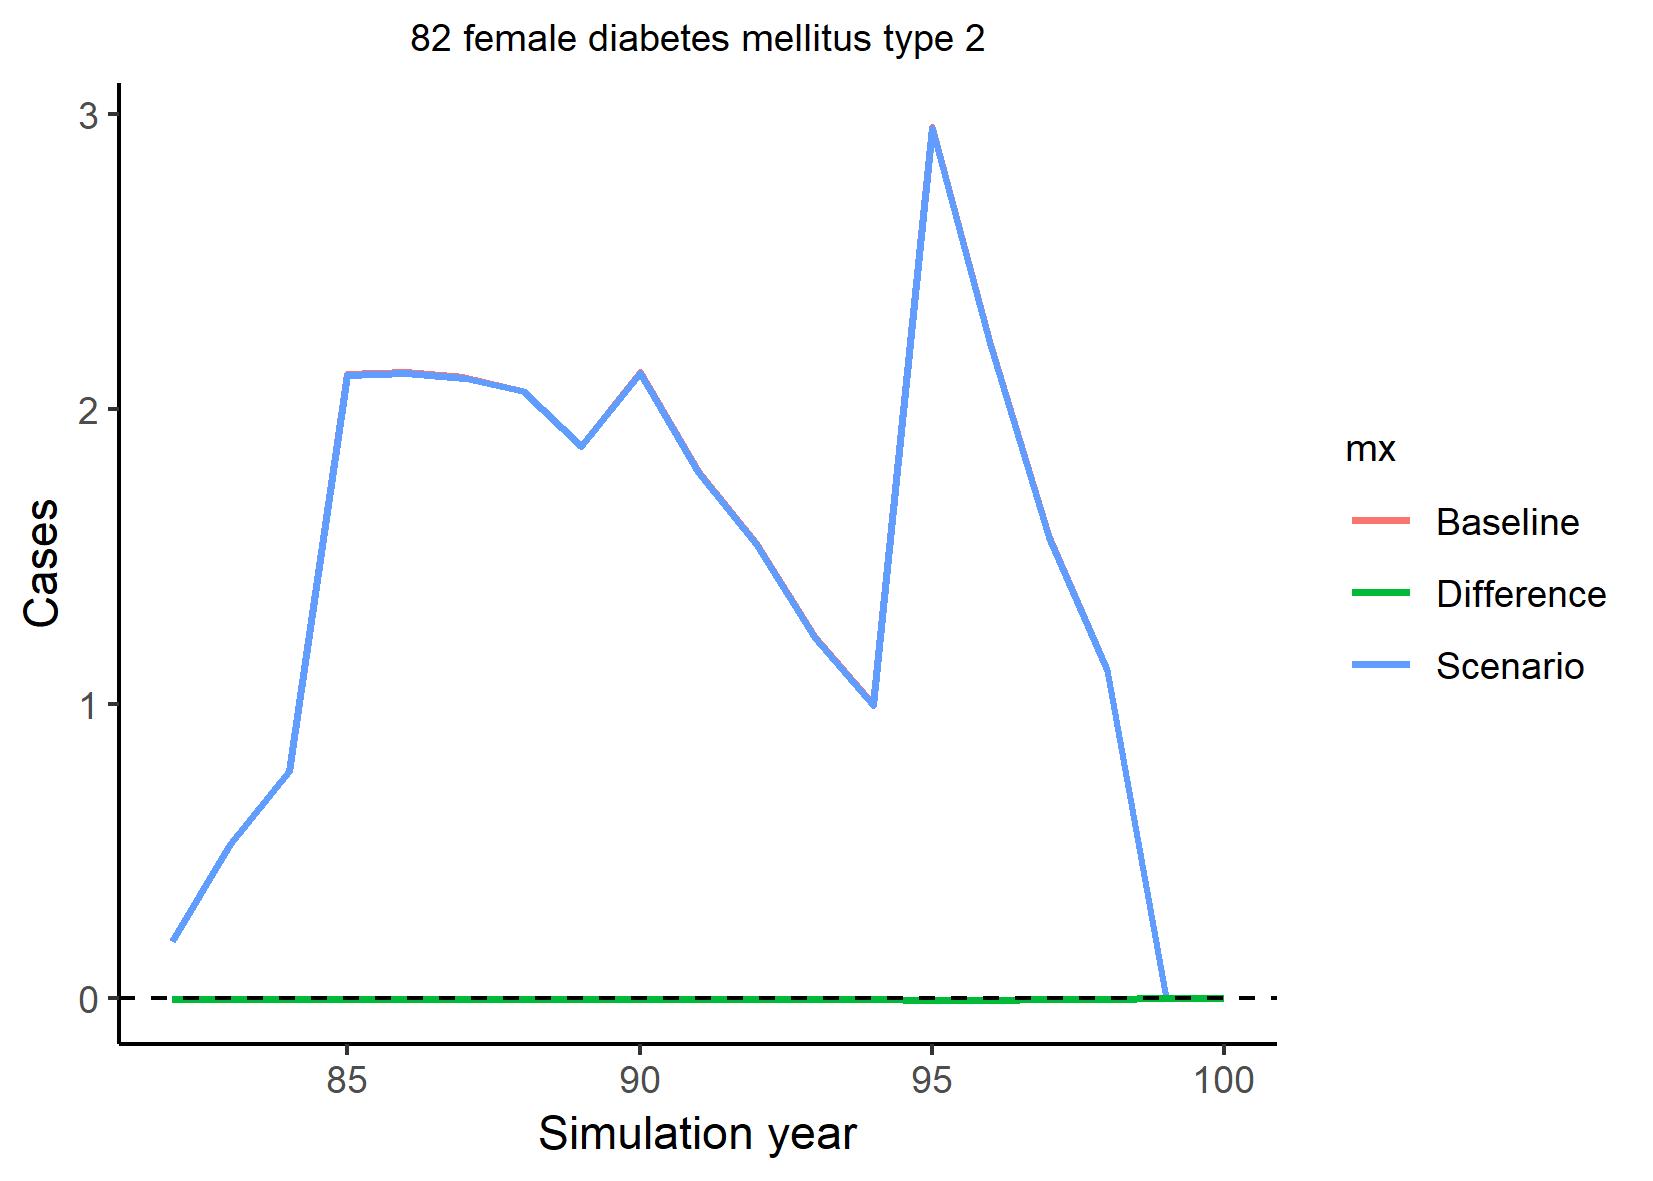 82 female diabetes mellitus type 2
3
2
1
0
Cases
85 90 95 100
Simulation year
mx
Baseline
Difference
Scenario